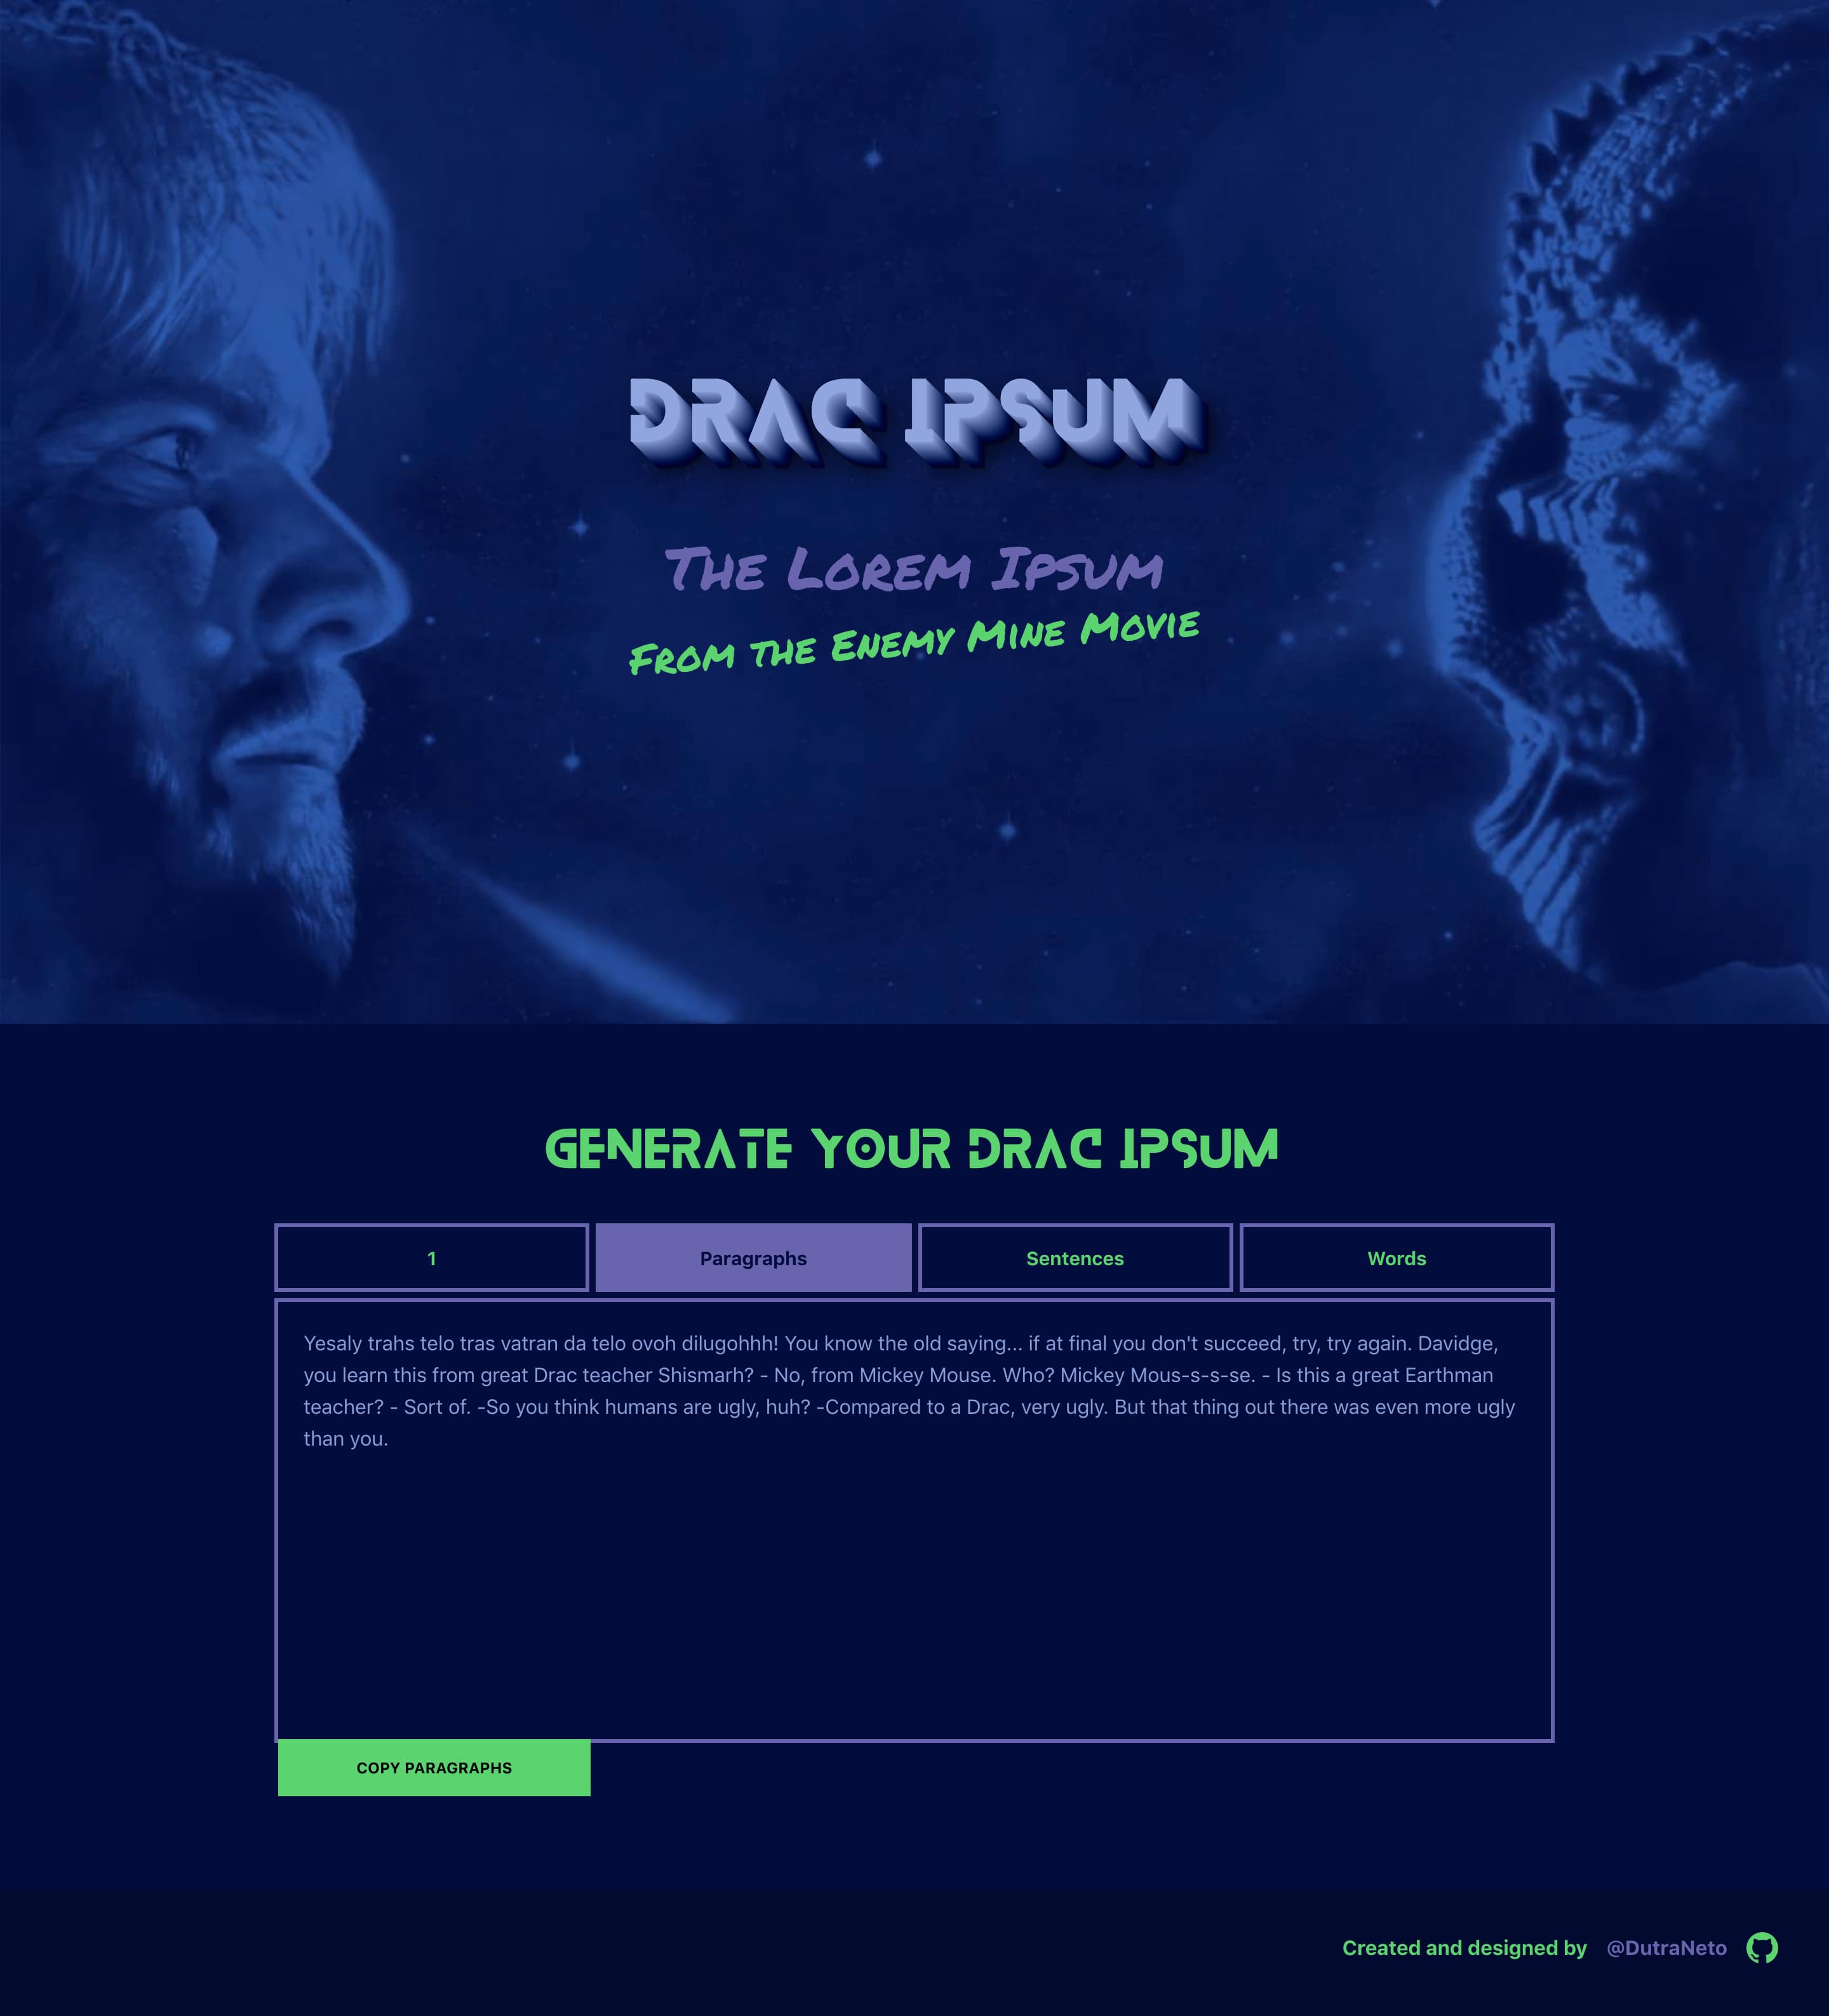 DRAC IPSUM
The Lorem Ipsum
From the Enemy Mine Movie
GENERATE YOUR DRAC IPSUM
1
Paragraphs
Sentences
Words
Yesaly trahs telo tras vatran da telo ovoh dilugohhh! You know the old saying... if at final you don't succeed, try, try again. Davidge,
you learn this from great Drac teacher Shismarh? - No, from Mickey Mouse. Who? Mickey Mous-s-s-se. - Is this a great Earthman
teacher? - Sort of. -So you think humans are ugly, huh? -Compared to a Drac, very ugly. But that thing out there was even more ugly
than you.
COPY PARAGRAPHS
Created and designed by @DutraNeto